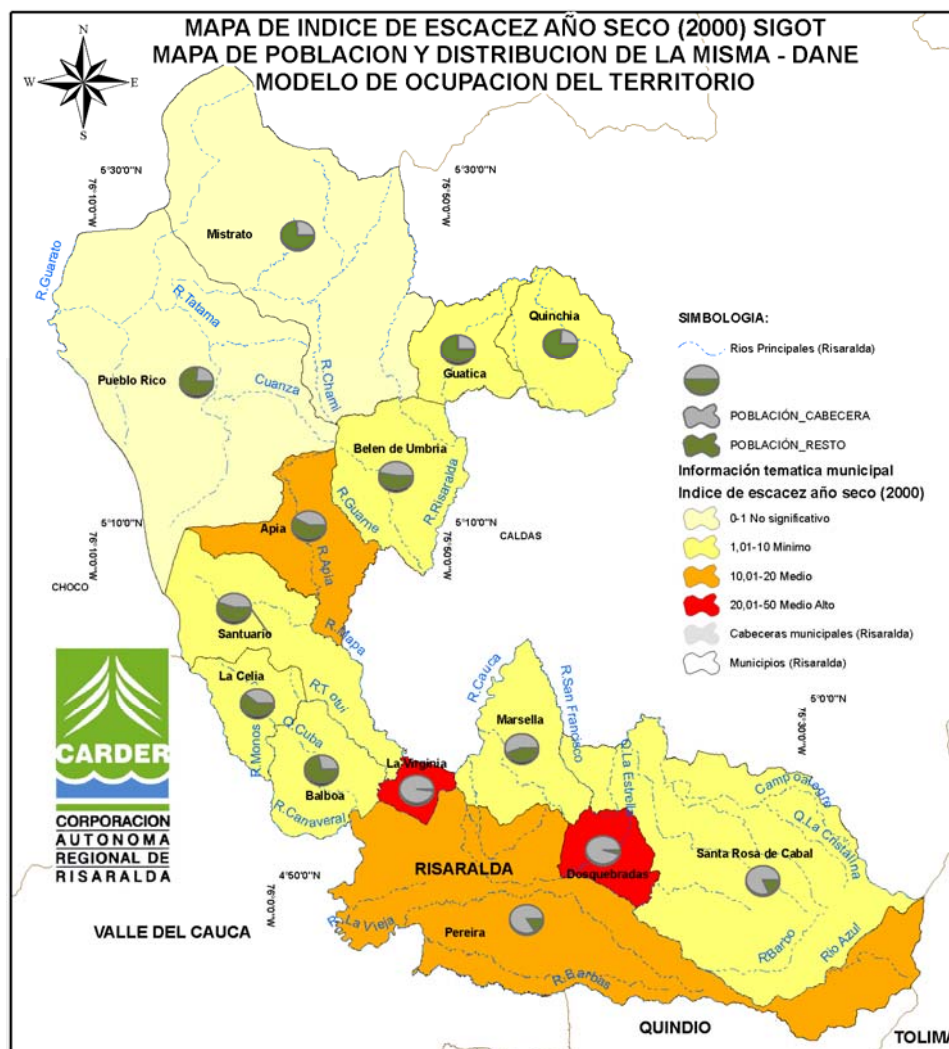 MAPA DE INDICE DE ESCACEZ AÑO SECO (2000) SIGOT
MAPA DE POBLACION Y DISTRIBUCION DE LA MISMA - DANE
MODELO DE OCUPACION DEL TERRITORIO
N
W
E
S
5°30'0"N
76°10'0"W
5°30'0"N
75°50'0"W
Mistrato
R.Guarato
R.Tatama
Quinchia
Guatica
Pueblo Rico
Cuanza
R.Chami
Belen de Umbria
R.Risaralda
R.Guarne
Apia
R.Apia
5°10'0"N
76°10'0"W
5°10'0"N
75°50'0"W
CALDAS
CHOCO
SIMBOLOGIA:
Rios Principales (Risaralda)
POBLACIÓN_CABECERA
POBLACIÓN_RESTO
Información tematica municipal
Indice de escacez año seco (2000)
0-1 No significativo
1,01-10 Minimo
10,01-20 Medio
20,01-50 Medio Alto
Cabeceras municipales (Risaralda)
Municipios (Risaralda)
Santuario
R.Mapa
La Celia
R.Totui
Q.Cuba
R.Monos
Balboa
R.Canaveral
La Virginia
R.Cauca
Marsella
R.San Francisco
Q.La Estrella
5°0'0"N
75°30'0"W
Campoalegre
Q.La Cristalina
Santa Rosa de Cabal
Dosquebradas
RISARALDA
4°50'0"N
76°0'0"W
CARDER
CORPORACION
AUTONOMA
REGIONAL DE
RISARALDA
VALLE DEL CAUCA
R. La Vieja
Pereira
R.Barbas
RBarbo
Rio Azul
QUINDIO
TOLIMA